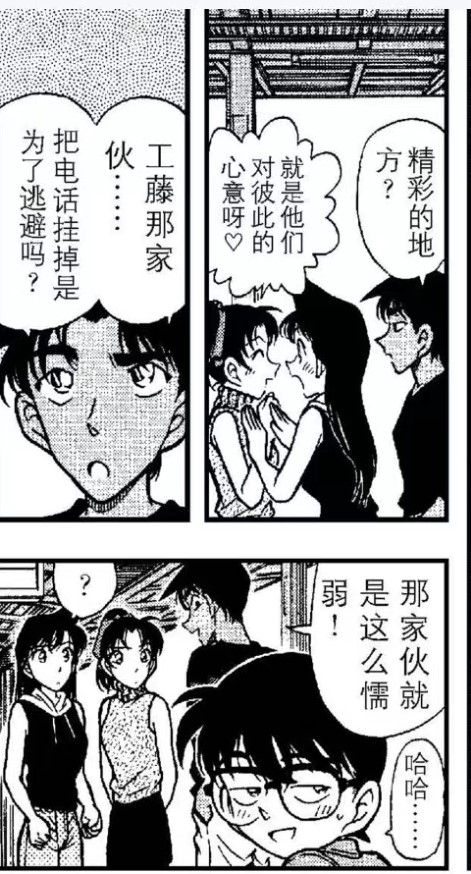 精彩的地
方？
就是他们
对彼此的
心意呀♡
工藤那家
伙……
把电话挂掉是
为了逃避吗？
那家伙就
是这么懦
弱！
哈哈……
？